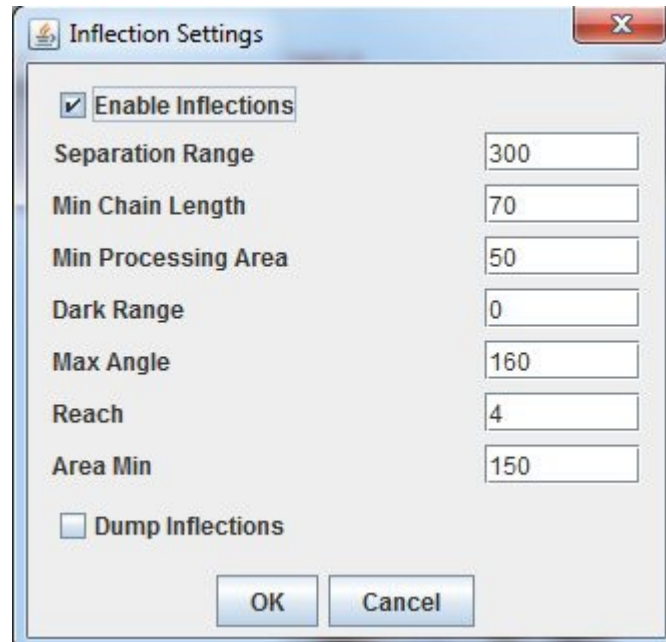 Inflection Settings
Enable Inflections
Separation Range 300
Min Chain Length 70
Min Processing Area 50
Dark Range 0
Max Angle 160
Reach 4
Area Min 150
Dump Inflections
OK Cancel